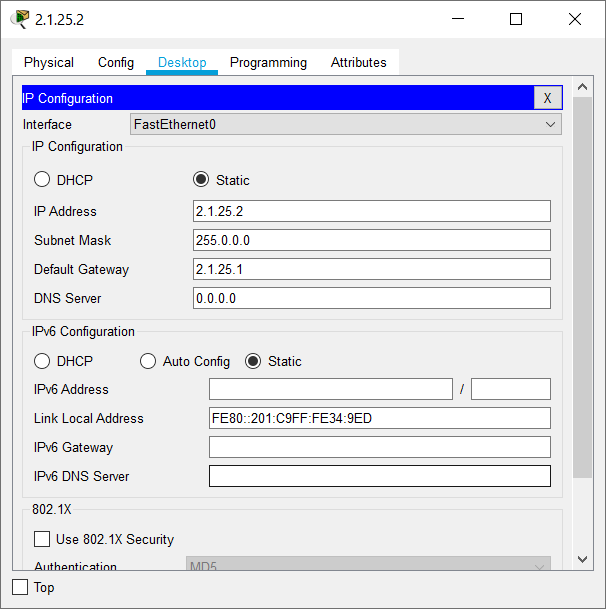 2.1.25.2
Physical Config Desktop Programming Attributes
IP Configuration X
Interface FastEthernet0
IP Configuration
DHCP Static
IP Address 2.1.25.2
Subnet Mask 255.0.0.0
Default Gateway 2.1.25.1
DNS Server 0.0.0.0
IPv6 Configuration
DHCP Auto Config Static
IPv6 Address /
Link Local Address FE80::201:C9FF:FE34:9ED
IPv6 Gateway
IPv6 DNS Server
802.1X
Use 802.1X Security
Authentication MD5
Top